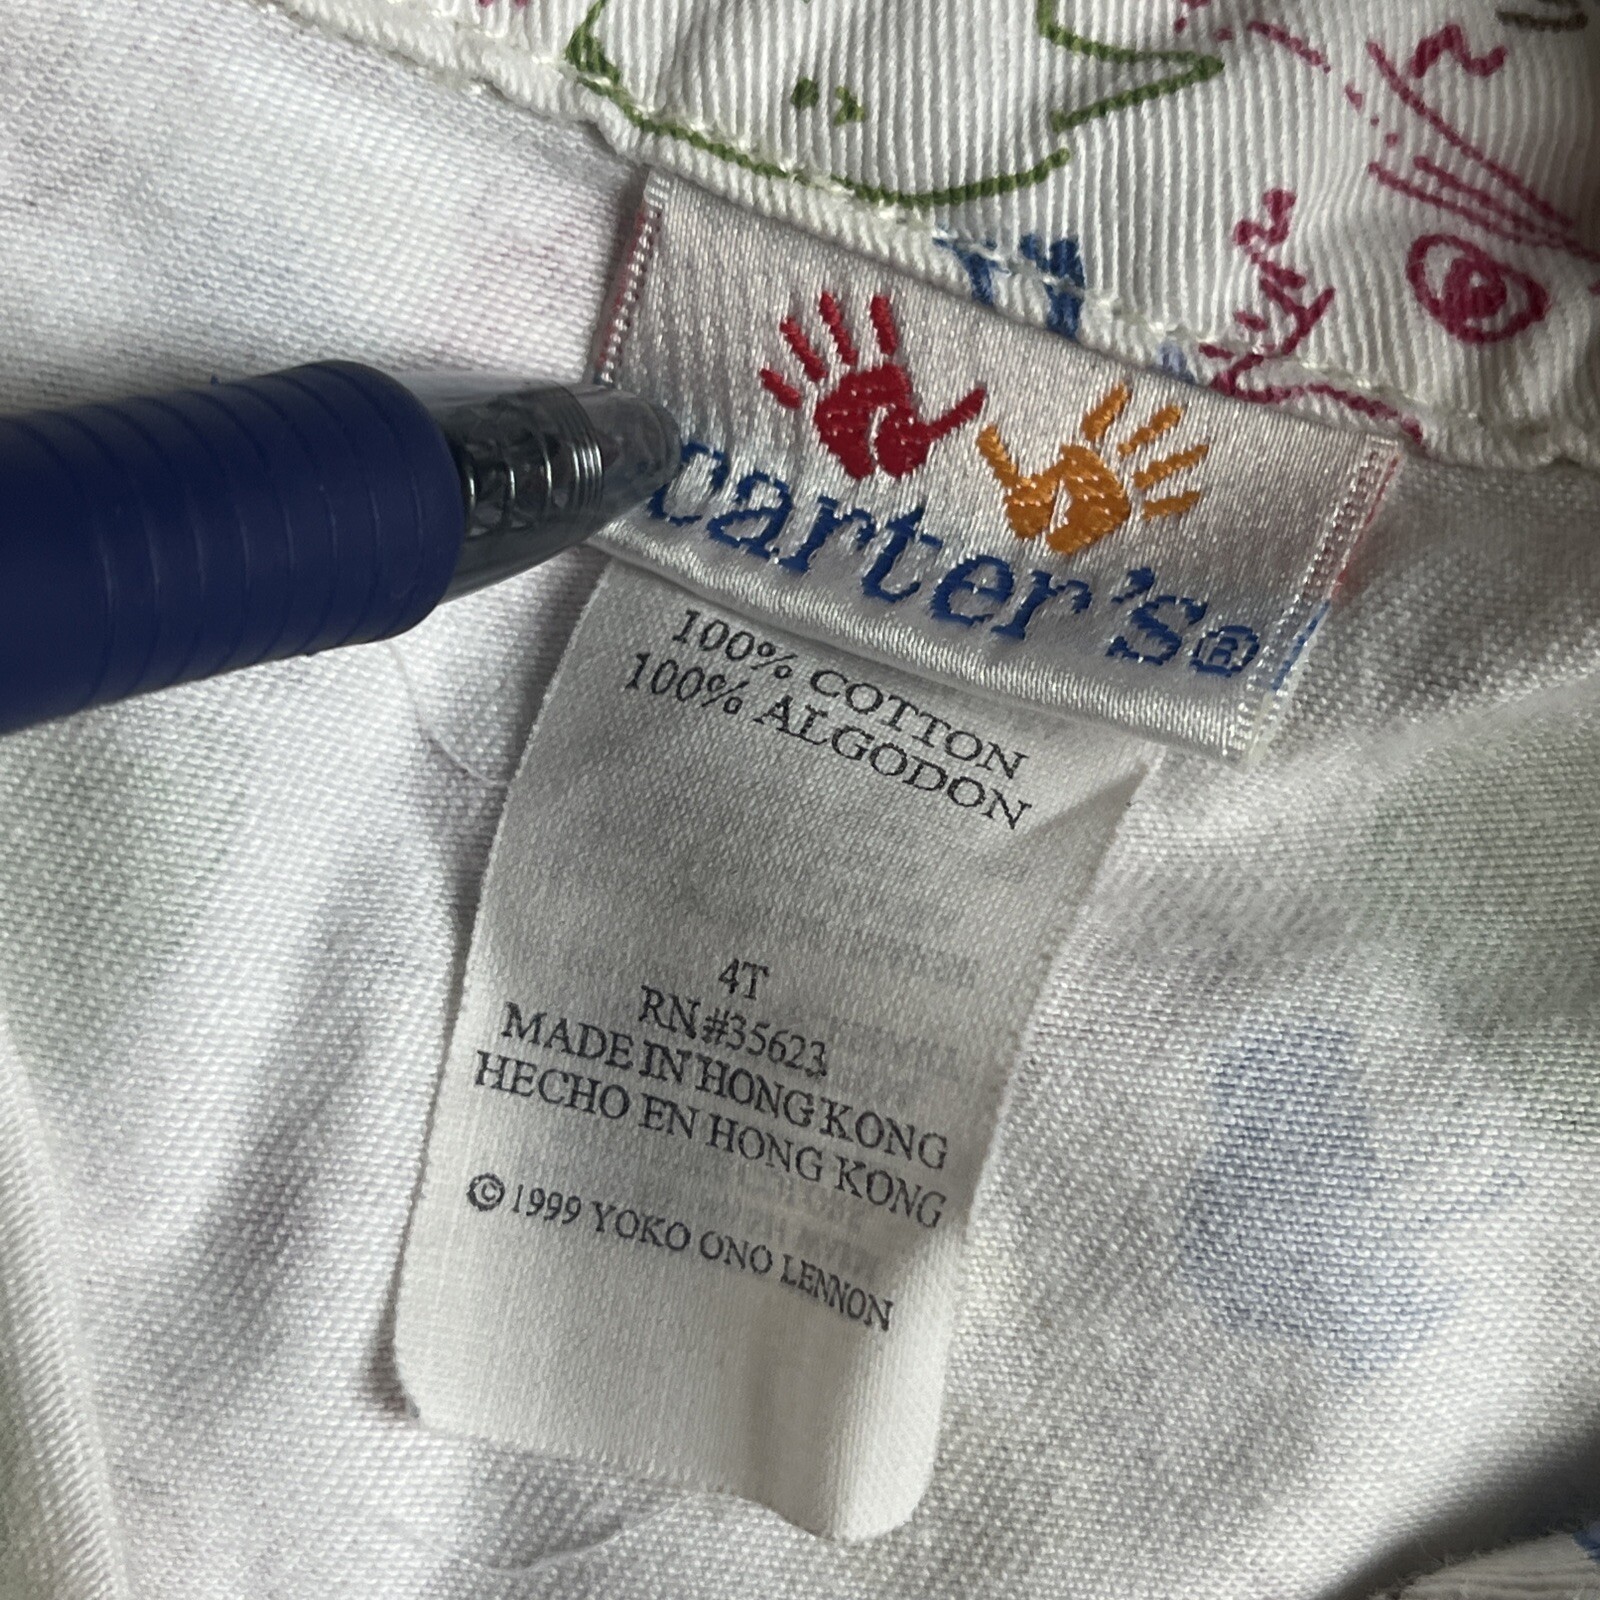 carter's®
100% COTTON
100% ALGODON
4T
RN#35623
MADE IN HONG KONG
HECHO EN HONG KONG
© 1999 YOKO ONO LENNON